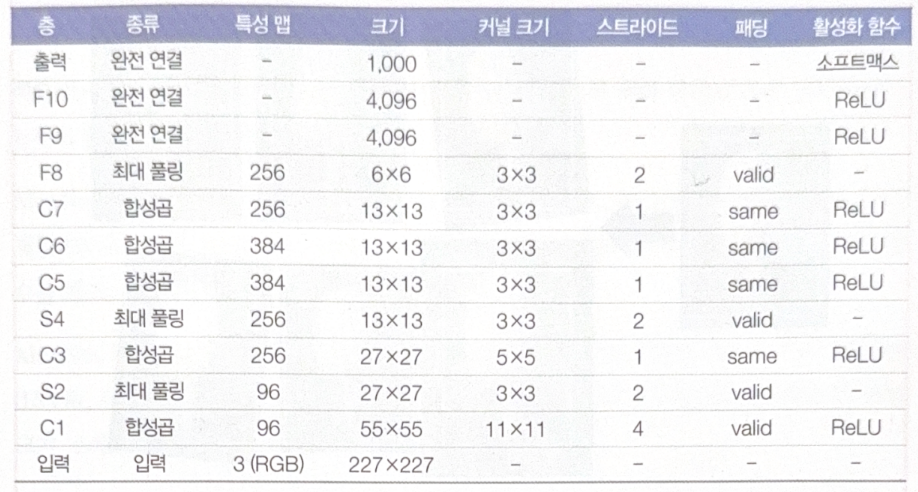 층 종류 특성 맵 크기 커널 크기 스트라이드 패딩 활성화 함수
출력 완전 연결 – 1,000 – – – 소프트맥스
F10 완전 연결 – 4,096 – – – ReLU
F9 완전 연결 – 4,096 – – – ReLU
F8 최대 풀링 256 6×6 3×3 2 valid –
C7 합성곱 256 13×13 3×3 1 same ReLU
C6 합성곱 384 13×13 3×3 1 same ReLU
C5 합성곱 384 13×13 3×3 1 same ReLU
S4 최대 풀링 256 13×13 3×3 2 valid –
C3 합성곱 256 27×27 5×5 1 same ReLU
S2 최대 풀링 96 27×27 3×3 2 valid –
C1 합성곱 96 55×55 11×11 4 valid ReLU
입력 입력 3 (RGB) 227×227 – – – –